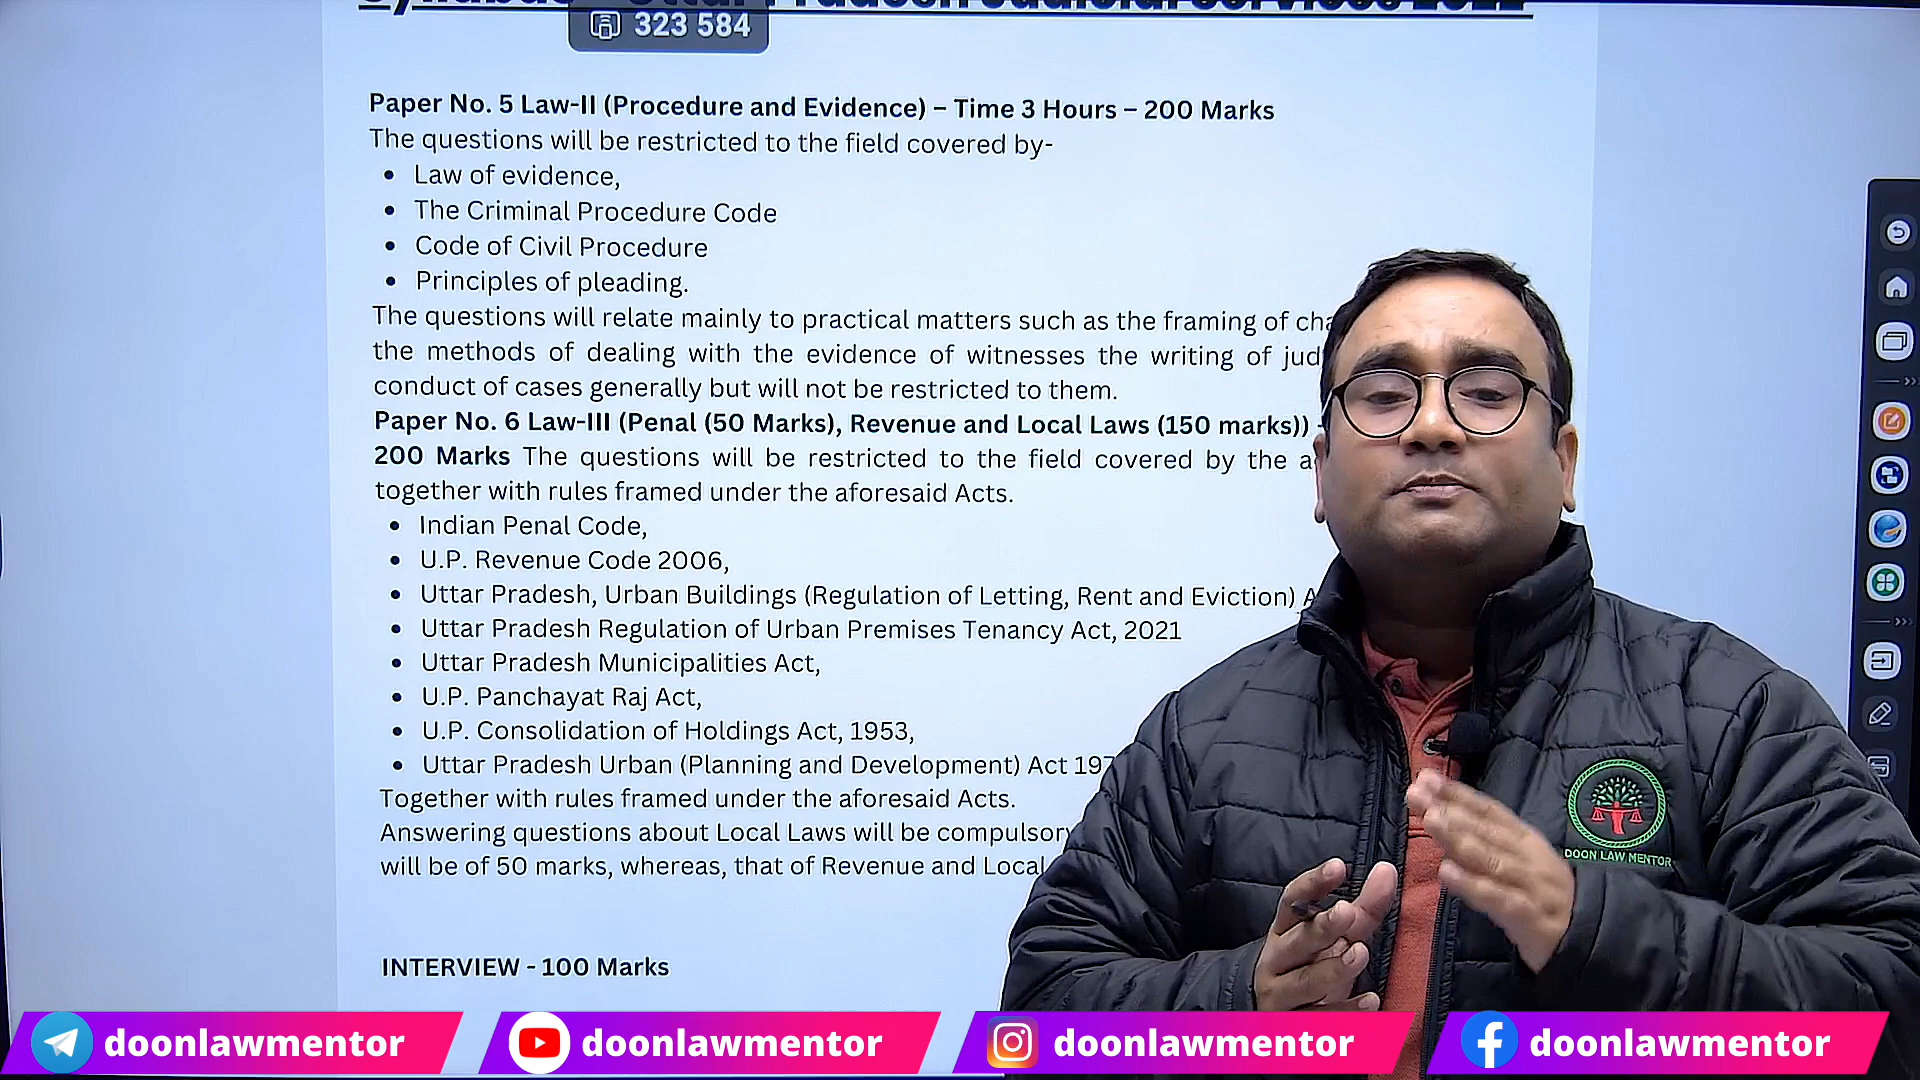 Syllabus - Uttar Pradesh Judicial Services 2022
323 584
Paper No. 5 Law-II (Procedure and Evidence) – Time 3 Hours – 200 Marks
The questions will be restricted to the field covered by-
• Law of evidence,
• The Criminal Procedure Code
• Code of Civil Procedure
• Principles of pleading.
The questions will relate mainly to practical matters such as the framing of
the methods of dealing with the evidence of witnesses the writing of
conduct of cases generally but will not be restricted to them.
Paper No. 6 Law-III (Penal (50 Marks), Revenue and Local Laws (150 marks)) -
200 Marks The questions will be restricted to the field covered by the
together with rules framed under the aforesaid Acts.
• Indian Penal Code,
• U.P. Revenue Code 2006,
• Uttar Pradesh, Urban Buildings (Regulation of Letting, Rent and Eviction)
• Uttar Pradesh Regulation of Urban Premises Tenancy Act, 2021
• Uttar Pradesh Municipalities Act,
• U.P. Panchayat Raj Act,
• U.P. Consolidation of Holdings Act, 1953,
• Uttar Pradesh Urban (Planning and Development) Act 197
Together with rules framed under the aforesaid Acts.
Answering questions about Local Laws will be compulsory
will be of 50 marks, whereas, that of Revenue and Local
INTERVIEW - 100 Marks
DOON LAW MENTOR
doonlawmentor
doonlawmentor
doonlawmentor
doonlawmentor